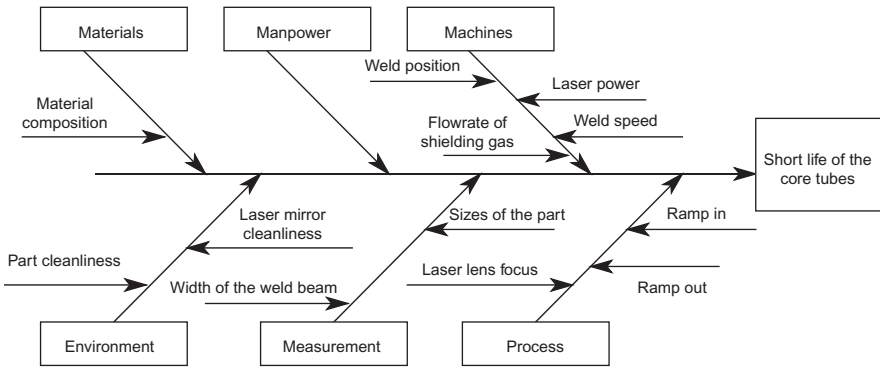 Materials
Manpower
Machines
Weld position
Laser power
Material
composition
Flowrate of
shielding gas
Weld speed
Short life of the
core tubes
Laser mirror
cleanliness
Sizes of the part
Ramp in
Part cleanliness
Width of the weld beam
Laser lens focus
Ramp out
Environment
Measurement
Process